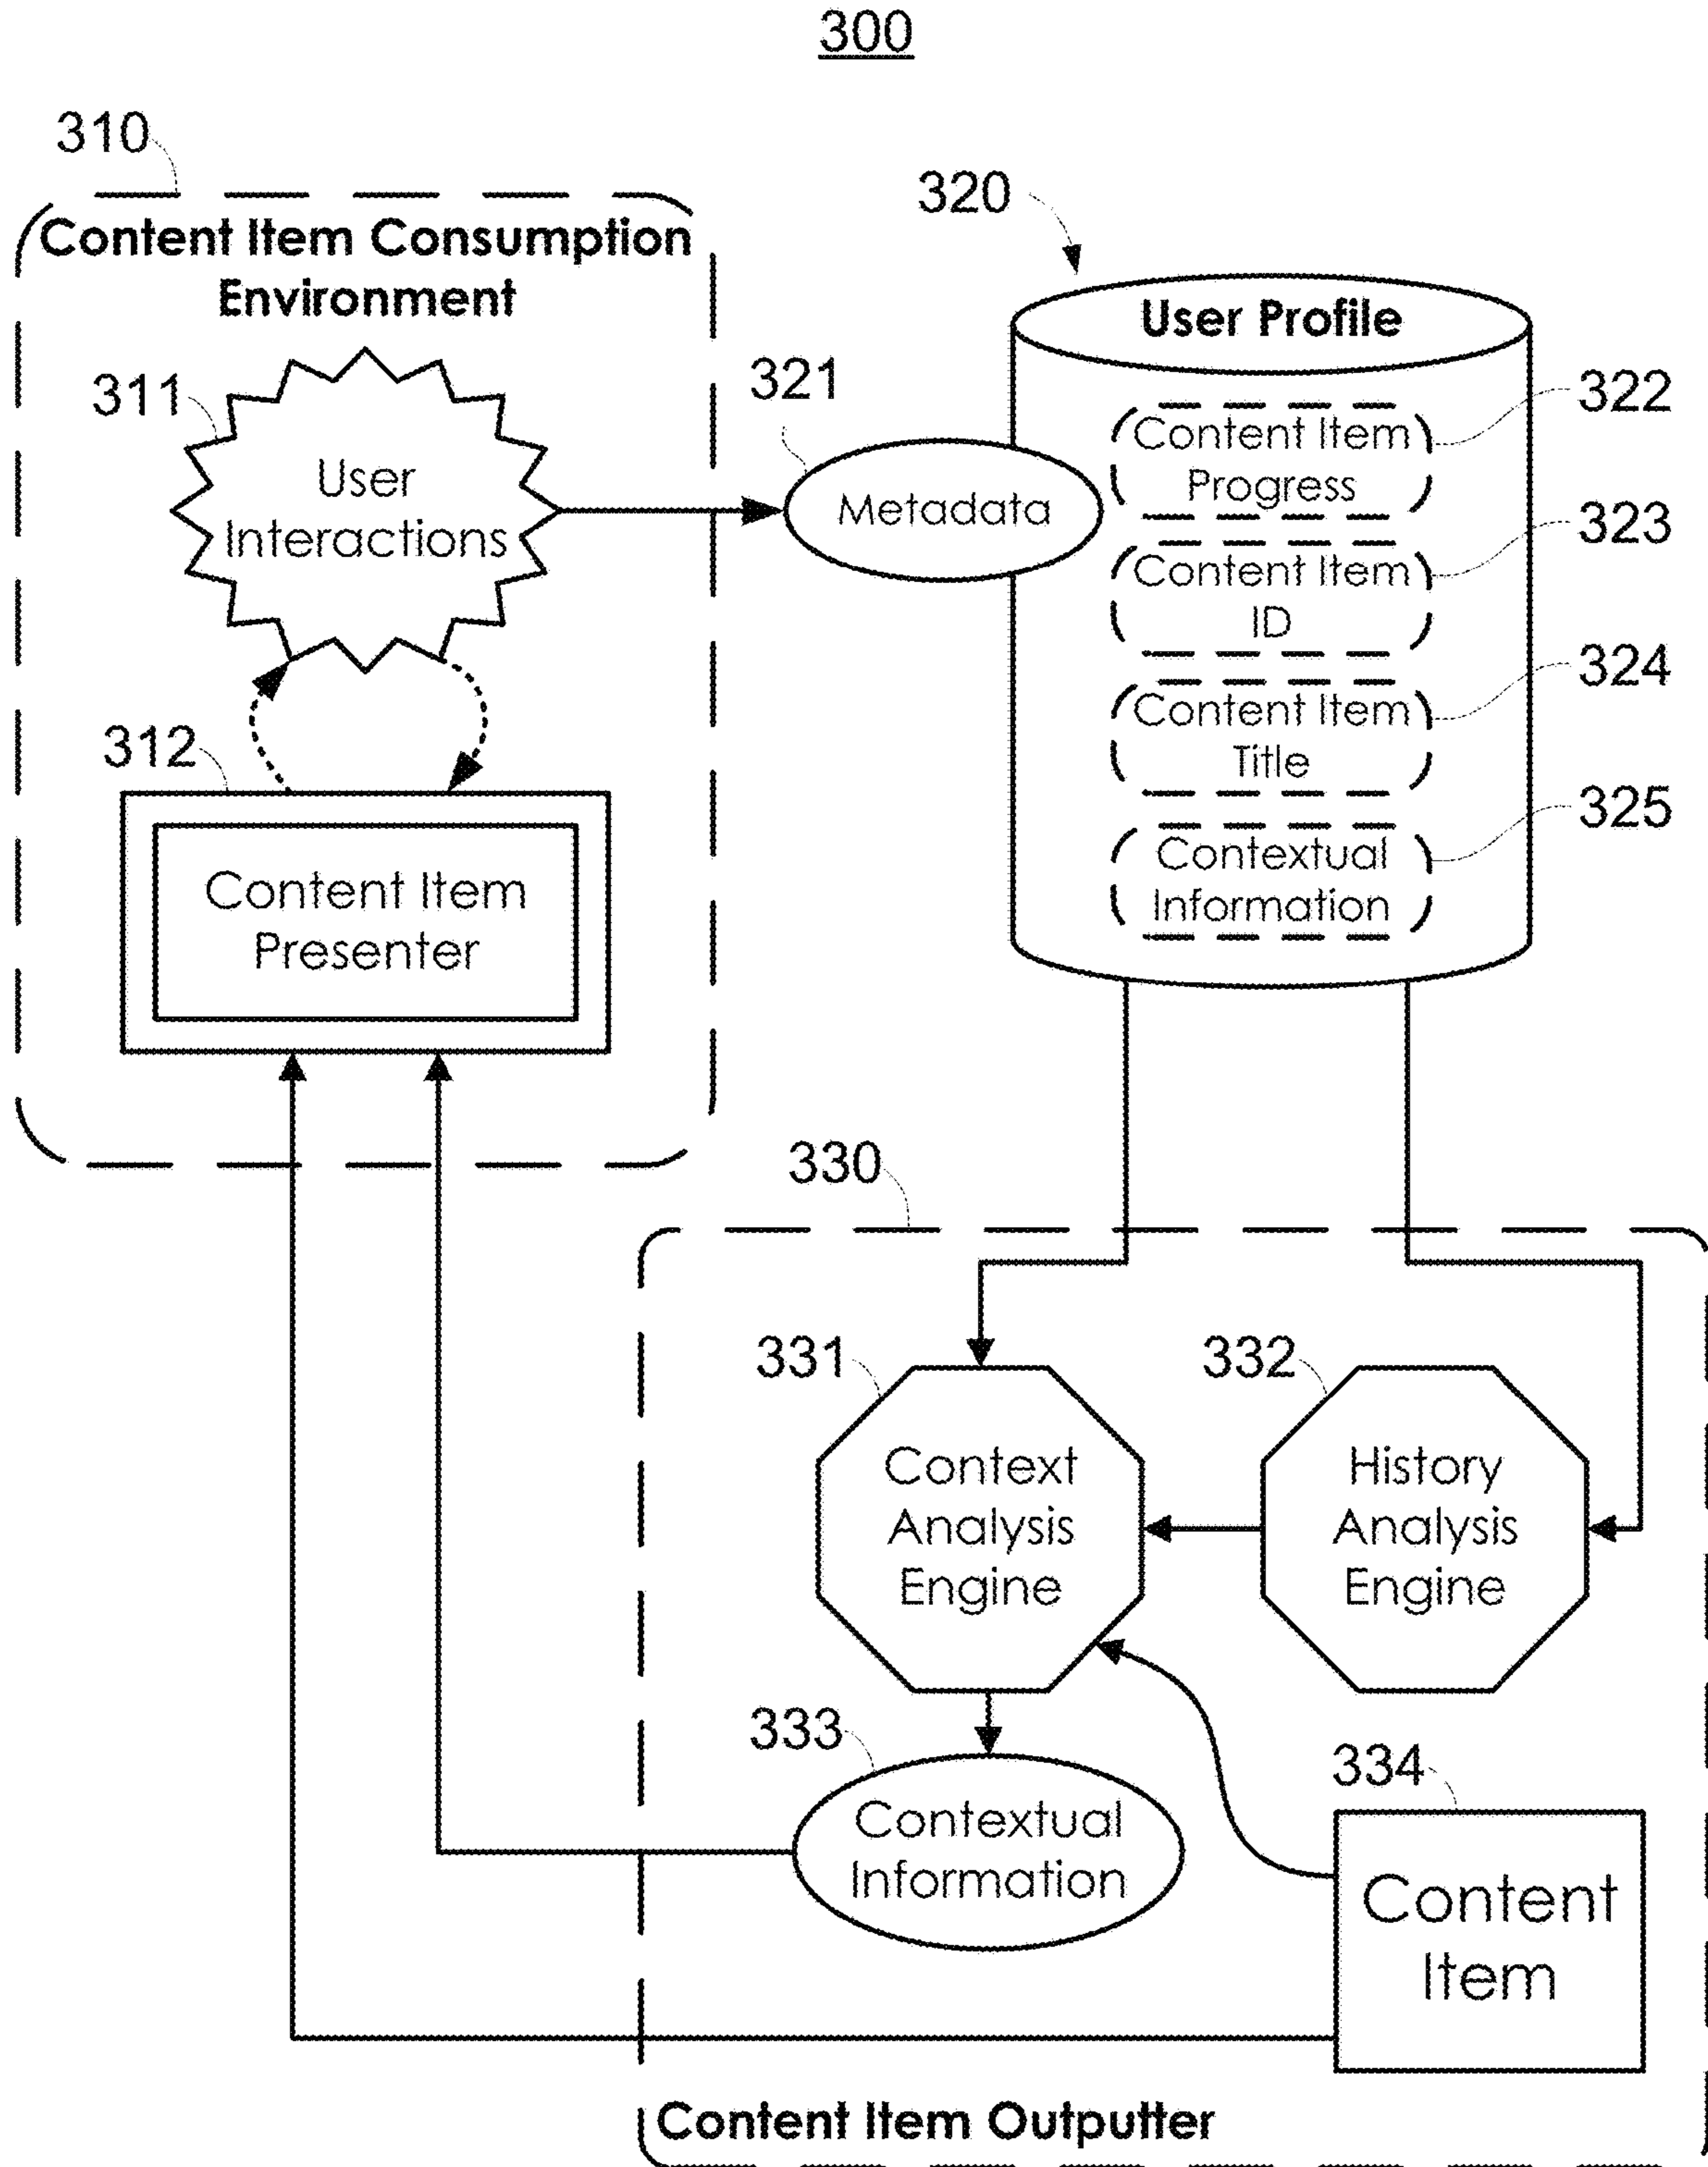 300
310
Content Item Consumption
Environment
311
User
Interactions
312
Content Item
Presenter
320
User Profile
321
Metadata
322
Content Item
Progress
323
Content Item
ID
324
Content Item
Title
325
Contextual
Information
330
331
Context
Analysis
Engine
332
History
Analysis
Engine
333
Contextual
Information
334
Content
Item
Content Item Outputter